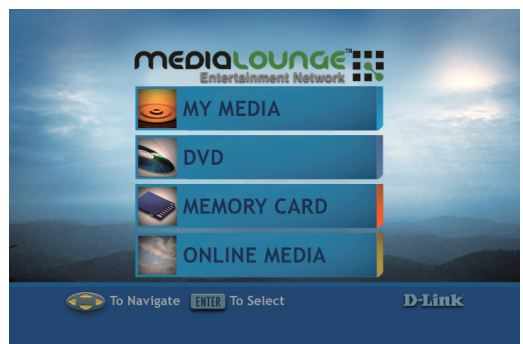 MEDIALOUNGE™
Entertainment Network
MY MEDIA
DVD
MEMORY CARD
ONLINE MEDIA
To Navigate ENTER To Select D-Link